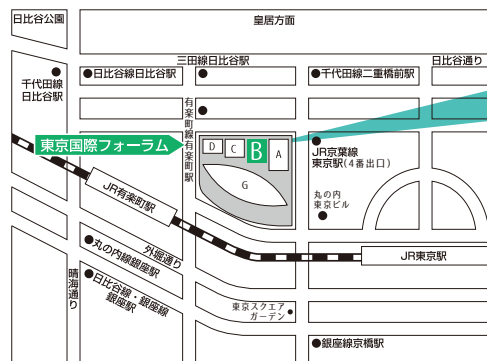 日比谷公園
皇居方面
三田線日比谷駅
日比谷通り
千代田線
日比谷駅
日比谷線日比谷駅
千代田線二重橋前駅
有楽町線有楽町駅
東京国際フォーラム
D
C
B
A
G
JR京葉線
東京駅(4番出口)
丸の内
東京ビル
JR有楽町駅
外堀通り
丸の内線銀座駅
JR東京駅
晴海通り
日比谷線・銀座線
銀座駅
東京スクエア
ガーデン
銀座線京橋駅